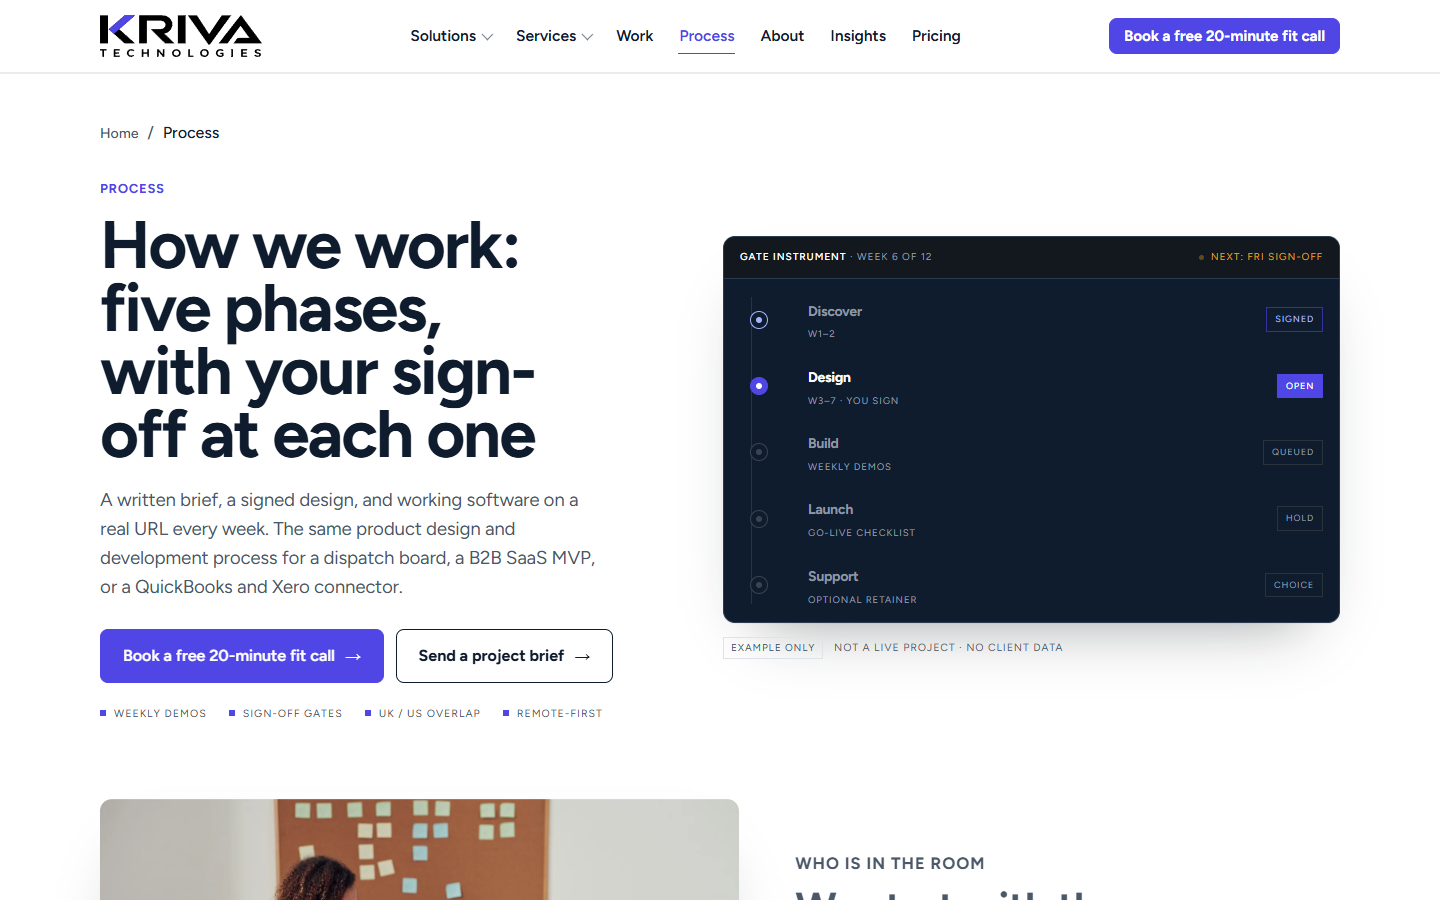 KRIVA
TECHNOLOGIES
Solutions Services Work Process About Insights Pricing
Book a free 20-minute fit call
Home / Process
PROCESS
How we work:
five phases,
with your sign-
off at each one
A written brief, a signed design, and working software on a
real URL every week. The same product design and
development process for a dispatch board, a B2B SaaS MVP,
or a QuickBooks and Xero connector.
Book a free 20-minute fit call →
Send a project brief →
WEEKLY DEMOS SIGN-OFF GATES UK / US OVERLAP REMOTE-FIRST
GATE INSTRUMENT · WEEK 6 OF 12
NEXT: FRI SIGN-OFF
Discover
W1–2
SIGNED
Design
W3–7 · YOU SIGN
OPEN
Build
WEEKLY DEMOS
QUEUED
Launch
GO-LIVE CHECKLIST
HOLD
Support
OPTIONAL RETAINER
CHOICE
EXAMPLE ONLY NOT A LIVE PROJECT · NO CLIENT DATA
WHO IS IN THE ROOM